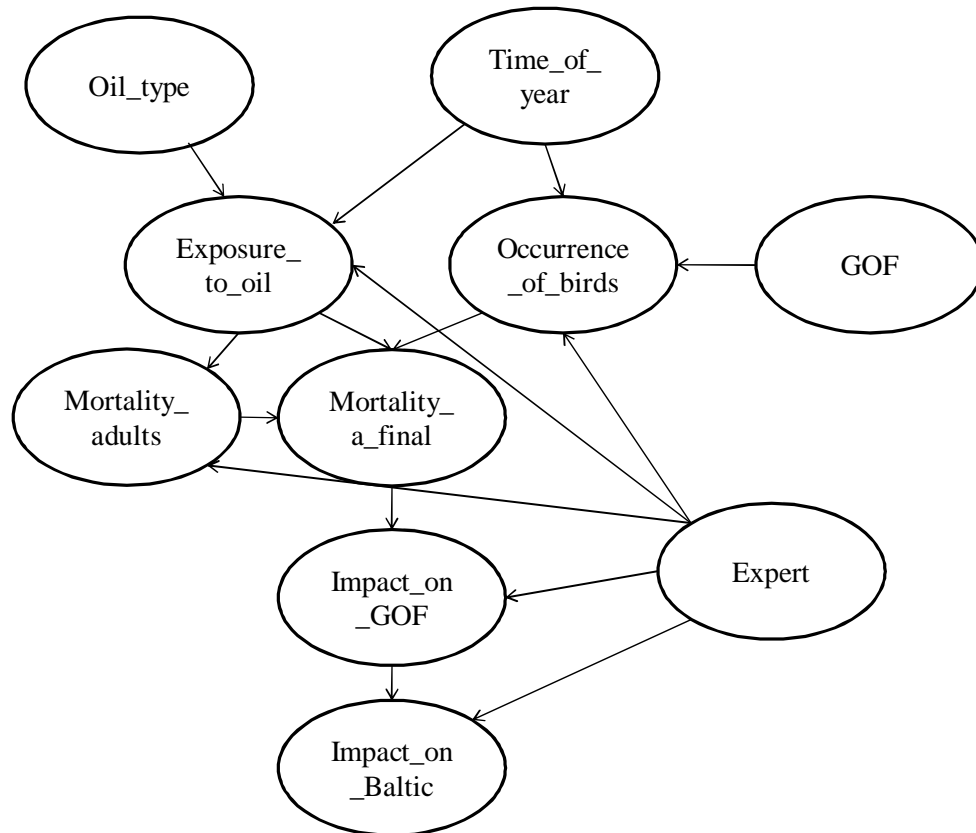 Oil_type
Time_of_
year
Exposure_
to_oil
Occurrence
_of_birds
GOF
Mortality_
adults
Mortality_
a_final
Impact_on
_GOF
Expert
Impact_on
_Baltic